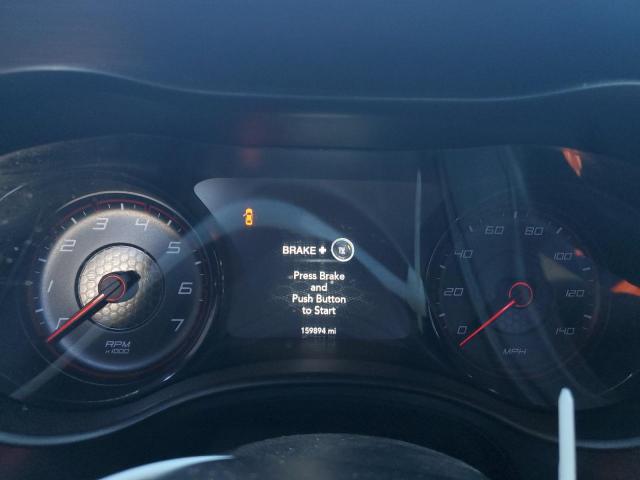 BRAKE +
Press Brake
and
Push Button
to Start
159894 mi
1 2 3 4 5 6 7
RPM
x 1000
0 20 40 60 80 100 120 140
MPH